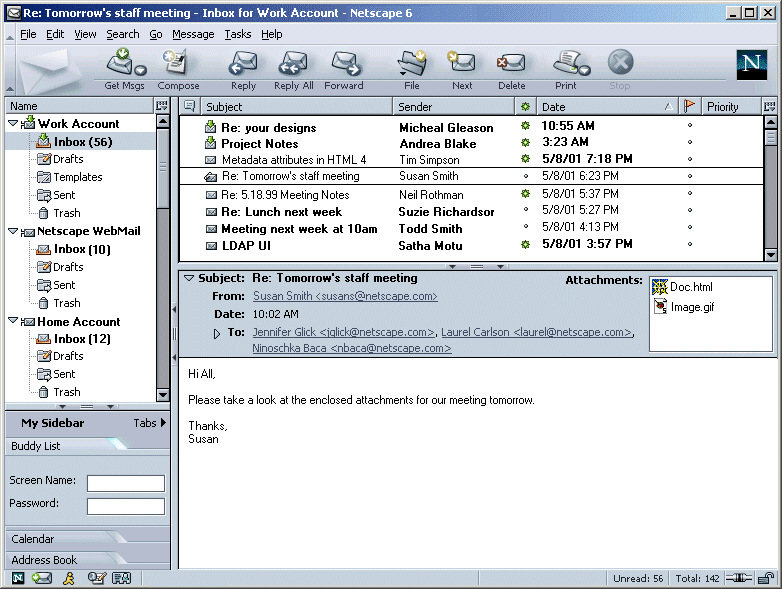 Re: Tomorrow's staff meeting - Inbox for Work Account - Netscape 6
File Edit View Search Go Message Tasks Help
Get Msgs Compose Reply Reply All Forward File Next Delete Print Stop
N
Name
Work Account
Inbox (56)
Drafts
Templates
Sent
Trash
Netscape WebMail
Inbox (10)
Drafts
Sent
Trash
Home Account
Inbox (12)
Drafts
Sent
Trash
Subject Sender Date Priority
Re: your designs Micheal Gleason 10:55 AM
Project Notes Andrea Blake 3:23 AM
Metadata attributes in HTML 4 Tim Simpson 5/8/01 7:18 PM
Re: Tomorrow's staff meeting Susan Smith 5/8/01 6:23 PM
Re: 5.18.99 Meeting Notes Neil Rothman 5/8/01 5:37 PM
Re: Lunch next week Suzie Richardsor 5/8/01 5:27 PM
Meeting next week at 10am Todd Smith 5/8/01 4:13 PM
LDAP UI Satha Motu 5/8/01 3:57 PM
Subject: Re: Tomorrow's staff meeting
From: Susan Smith <susans@netscape.com>
Date: 10:02 AM
To: Jennifer Glick <jglick@netscape.com>, Laurel Carlson <laurel@netscape.com>,
Ninoschka Baca <nbaca@netscape.com>
Attachments:
Doc.html
Image.gif
Hi All,
Please take a look at the enclosed attachments for our meeting tomorrow.
Thanks,
Susan
My Sidebar Tabs
Buddy List
Screen Name:
Password:
Calendar
Address Book
N
Unread: 56 Total: 142